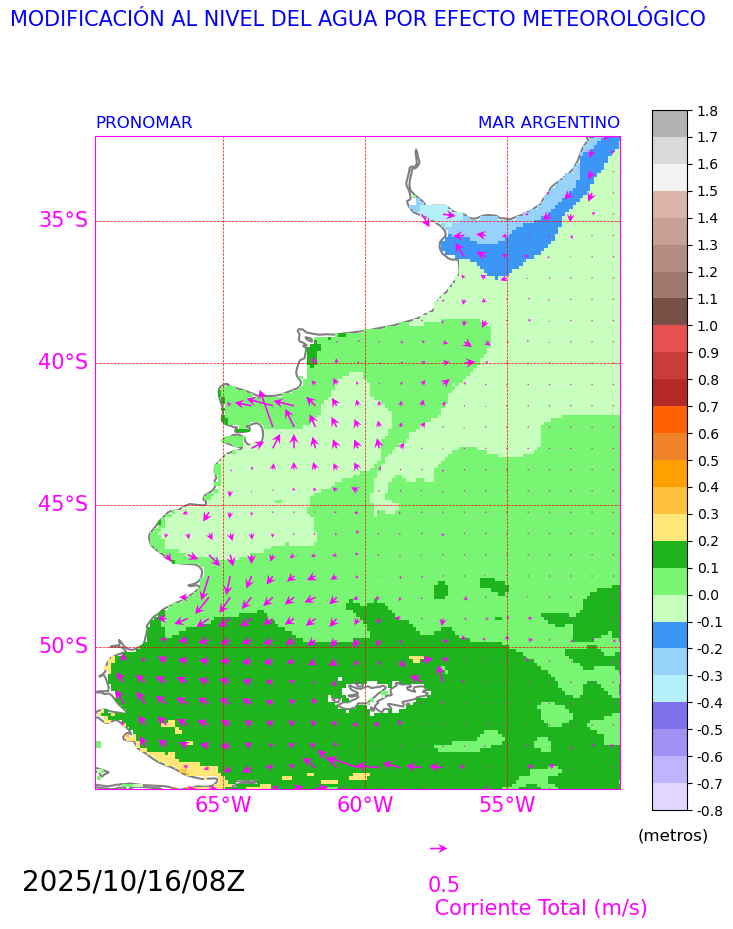 MODIFICACIÓN AL NIVEL DEL AGUA POR EFECTO METEOROLÓGICO
PRONOMAR
MAR ARGENTINO
35°S
40°S
45°S
50°S
65°W
60°W
55°W
1.8
1.7
1.6
1.5
1.4
1.3
1.2
1.1
1.0
0.9
0.8
0.7
0.6
0.5
0.4
0.3
0.2
0.1
0.0
-0.1
-0.2
-0.3
-0.4
-0.5
-0.6
-0.7
-0.8
(metros)
2025/10/16/08Z
0.5
Corriente Total (m/s)